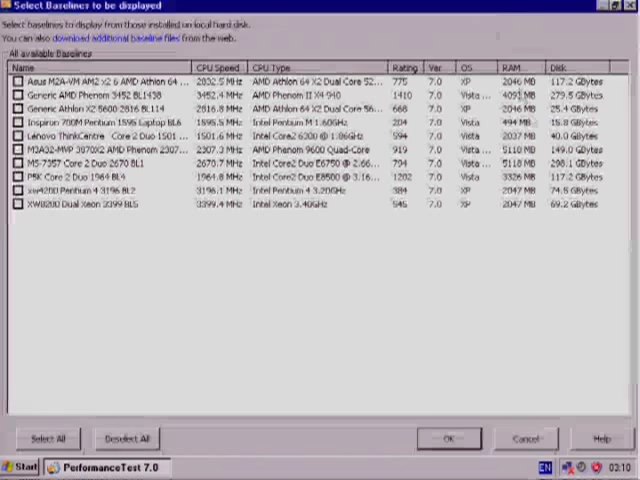 Select Baselines to be displayed
Select baselines to display from those installed on local hard disk.
You can also download additional baseline files from the web.
All available Baselines
Name CPU Speed CPU Type Rating Ver OS RAM... Disk
Asus M2A-VM AM2 x2 6 AMD Athlon 64 ... 2832.5 MHz AMD Athlon 64 X2 Dual Core 52... 775 7.0 XP 2046 MB 117.2 GBytes
Generic AMD Phenom 3452 BL1438 3452.4 MHz AMD Phenom II X4 940 1410 7.0 Vista ... 4093 MB 279.5 GBytes
Generic Athlon X2 5600 2816 BL114 2816.8 MHz AMD Athlon 64 X2 Dual Core 56... 668 7.0 XP 2046 MB 25.4 GBytes
Inspiron 700M Pentium 1595 Laptop BL6 1595.5 MHz Intel Pentium M 1.60GHz 204 7.0 Vista 494 MB 15.8 GBytes
Lenovo ThinkCentre Core 2 Duo 1501 ... 1501.6 MHz Intel Core2 6300 @ 1.86GHz 594 7.0 XP 2037 MB 40.0 GBytes
M3A32-MVP 3870X2 AMD Phenom 2307... 2307.3 MHz AMD Phenom 9600 Quad-Core 919 7.0 Vista ... 5110 MB 149.0 GBytes
MS-7357 Core 2 Duo 2670 BL1 2670.7 MHz Intel Core2 Duo E6750 @ 2.66... 794 7.0 Vista ... 5118 MB 298.1 GBytes
P5K Core 2 Duo 1964 BL4 1964.8 MHz Intel Core2 Duo E8500 @ 3.16... 1202 7.0 Vista 3326 MB 117.2 GBytes
xw4200 Pentium 4 3196 BL2 3196.1 MHz Intel Pentium 4 3.20GHz 384 7.0 XP 2047 MB 74.5 GBytes
XW8200 Dual Xeon 3399 BL5 3399.4 MHz Intel Xeon 3.40GHz 545 7.0 XP 2047 MB 69.2 GBytes
Select All Deselect All OK Cancel Help
Start PerformanceTest 7.0 EN 03:10